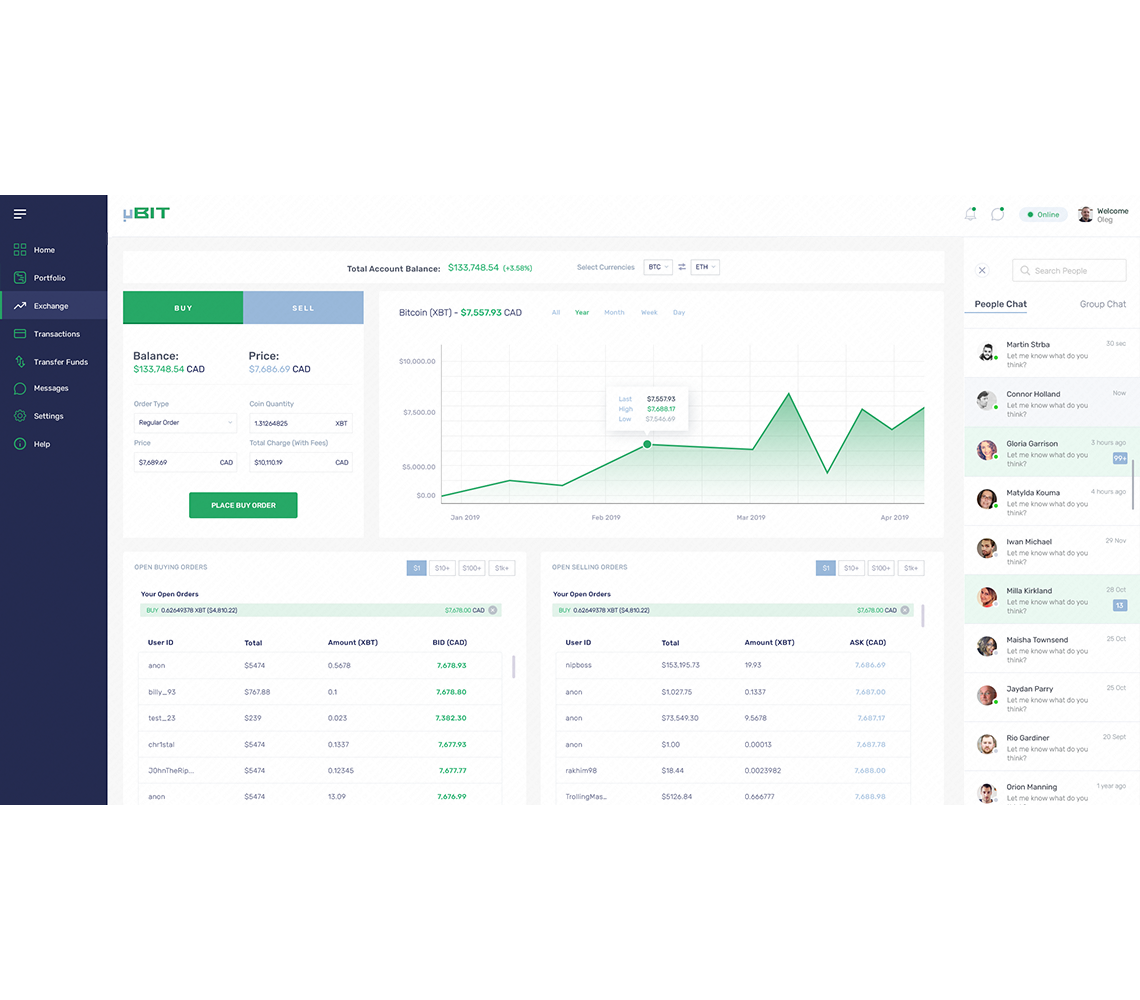 µBIT
Online
Welcome
Oleg
Home
Portfolio
Exchange
Transactions
Transfer Funds
Messages
Settings
Help
Total Account Balance: $133,748.54 (+3.58%)
Select Currencies BTC ETH
BUY SELL
Balance: Price:
$133,748.54 CAD $7,686.69 CAD
Order Type Coin Quantity
Regular Order 1.31264825 XBT
Price Total Charge (With Fees)
$7,689.69 CAD $10,110.19 CAD
PLACE BUY ORDER
Bitcoin (XBT) - $7,557.93 CAD All Year Month Week Day
$10,000.00
$7,500.00
$5,000.00
$0.00
Last $7,557.93
High $7,688.17
Low $7,546.69
Jan 2019 Feb 2019 Mar 2019 Apr 2019
OPEN BUYING ORDERS $1 $10+ $100+ $1k+
Your Open Orders
BUY 0.62649378 XBT ($4,810.22) $7,678.00 CAD
User ID Total Amount (XBT) BID (CAD)
anon $5474 0.5678 7,678.93
billy_93 $767.88 0.1 7,678.80
test_23 $239 0.023 7.382.30
chr1stal $5474 0.1337 7,677.93
J0hnTheRip... $5474 0.12345 7,677.77
anon $5474 13.09 7,676.99
OPEN SELLING ORDERS $1 $10+ $100+ $1k+
Your Open Orders
BUY 0.62649378 XBT ($4,810.22) $7,678.00 CAD
User ID Total Amount (XBT) ASK (CAD)
nipboss $153,195.73 19.93 7,686.69
anon $1,027.75 0.1337 7,687.00
anon $73,549.30 9.5678 7,687.17
anon $1.00 0.00013 7,687.78
rakhim98 $18.44 0.0023982 7,688.00
TrollingMas_ $5126.84 0.666777 7,688.98
Search People
People Chat Group Chat
Martin Strba 30 sec
Let me know what do you
think?
Connor Holland Now
Let me know what do you
think?
Gloria Garrison 3 hours ago
Let me know what do you 99+
think?
Matylda Kouma 4 hours ago
Let me know what do you
think?
Iwan Michael 29 Nov
Let me know what do you
think?
Milla Kirkland 28 Oct
Let me know what do you 13
think?
Maisha Townsend 25 Oct
Let me know what do you
think?
Jaydan Parry 25 Oct
Let me know what do you
think?
Rio Gardiner 20 Sept
Let me know what do you
think?
Orion Manning 1 year ago
Let me know what do you